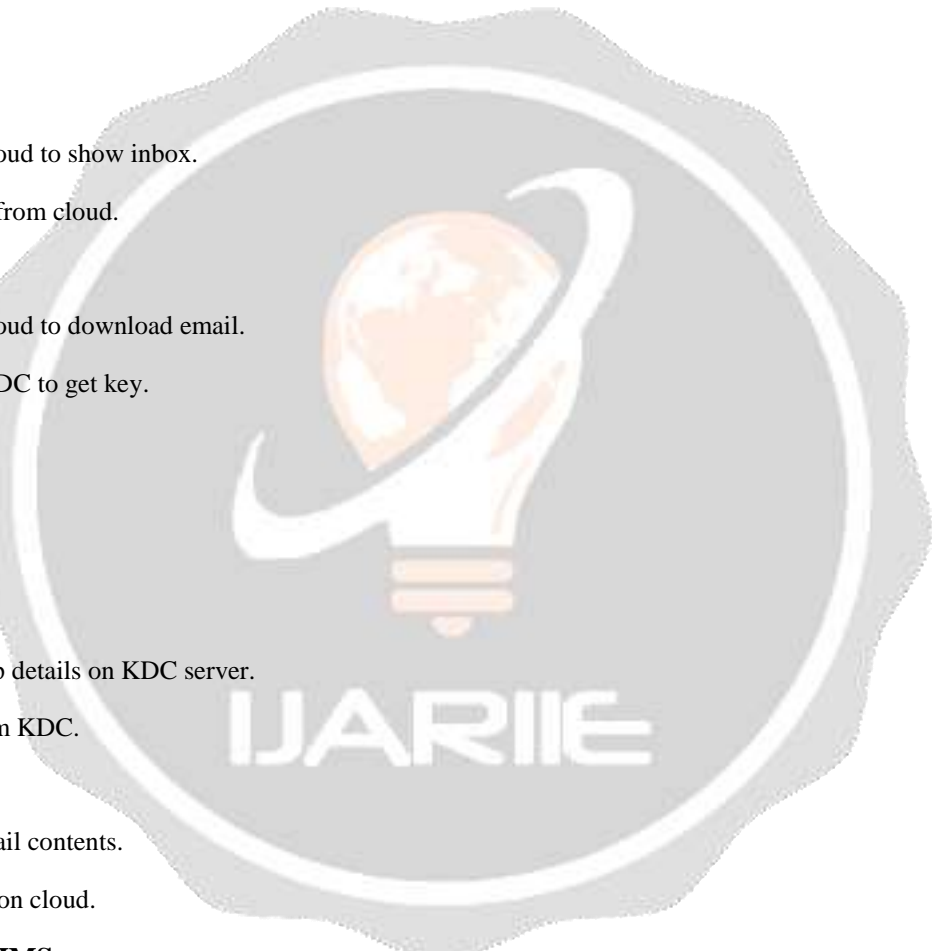 oud to show inbox.
from cloud.
oud to download email.
DC to get key.
details on KDC server.
m KDC.
IJARIIE
ail contents.
on cloud.